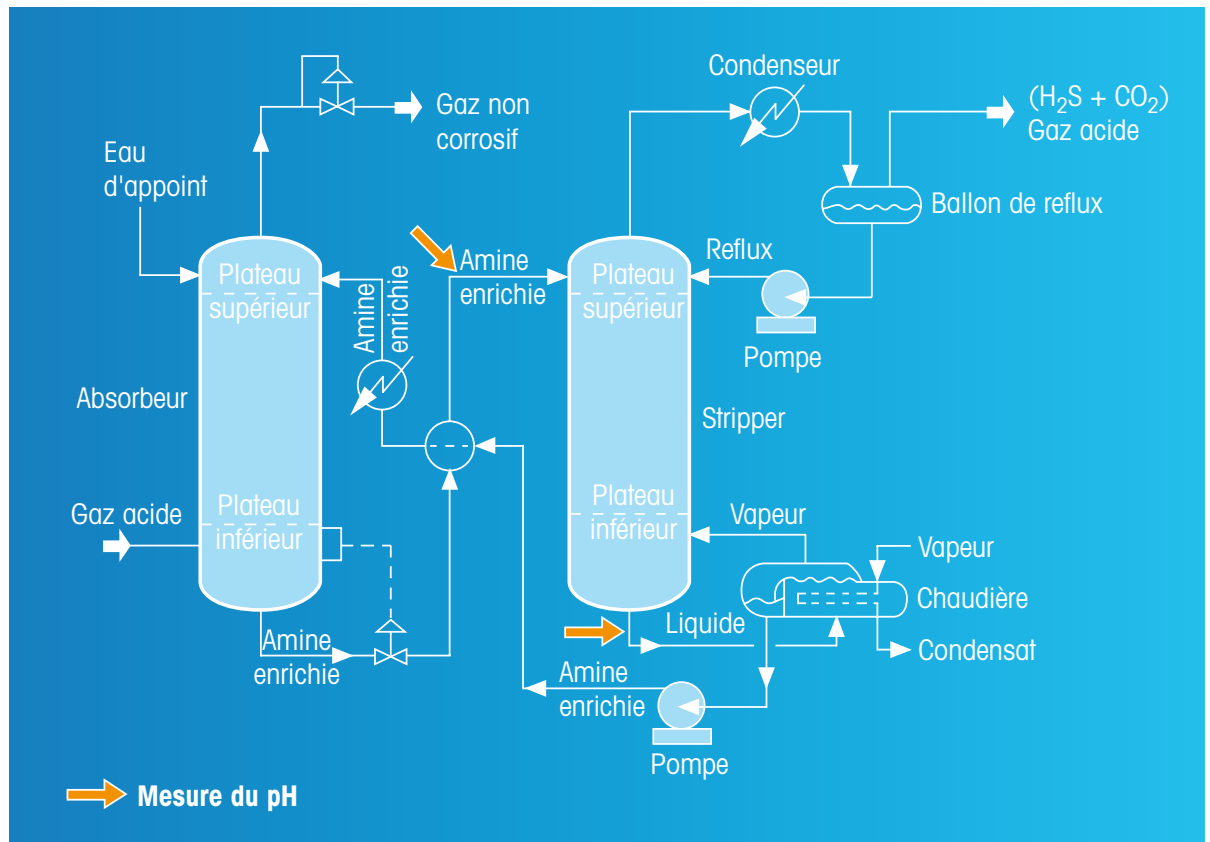 Condenseur
(H₂S + CO₂)
Gaz acide
Gaz non
corrosif
Eau
d'appoint
Ballon de reflux
Plateau
supérieur
Amine
enrichie
Amine
enrichie
Plateau
supérieur
Reflux
Pompe
Absorbeur
Stripper
Gaz acide
Plateau
inférieur
Plateau
inférieur
Vapeur
Vapeur
Chaudière
Condensat
Liquide
Amine
enrichie
Amine
enrichie
Pompe
Mesure du pH